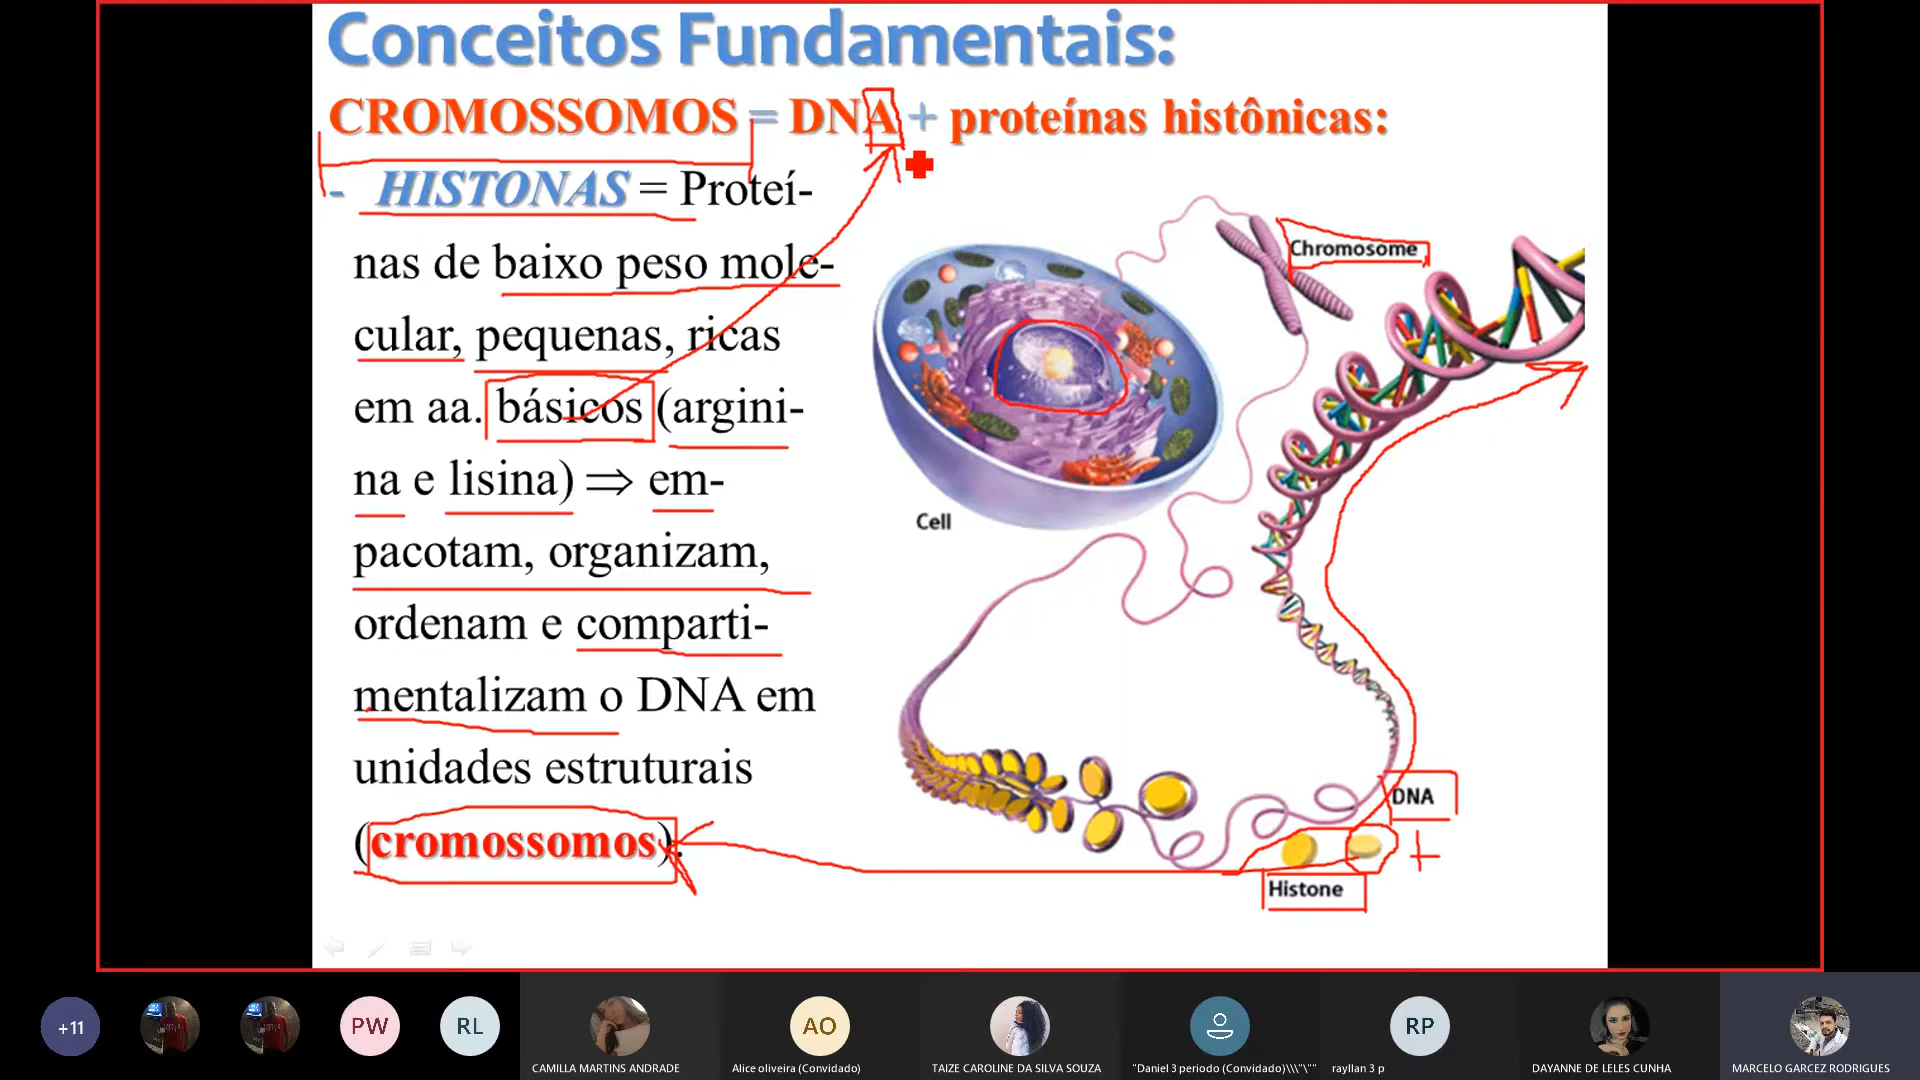 Conceitos Fundamentais:
CROMOSSOMOS = DNA + proteínas histônicas:
- HISTONAS = Proteí-
nas de baixo peso mole-
cular, pequenas, ricas
em aa. básicos (argini-
na e lisina) ⇒ em-
pacotam, organizam,
ordenam e comparti-
mentalizam o DNA em
unidades estruturais
(cromossomos).
Chromosome
Cell
DNA
+
Histone
+11
PW
RL
CAMILLA MARTINS ANDRADE
AO
Alice oliveira (Convidado)
TAIZE CAROLINE DA SILVA SOUZA
"Daniel 3 periodo (Convidado)\\\"\""
RP
rayllan 3 p
DAYANNE DE LELES CUNHA
MARCELO GARCEZ RODRIGUES